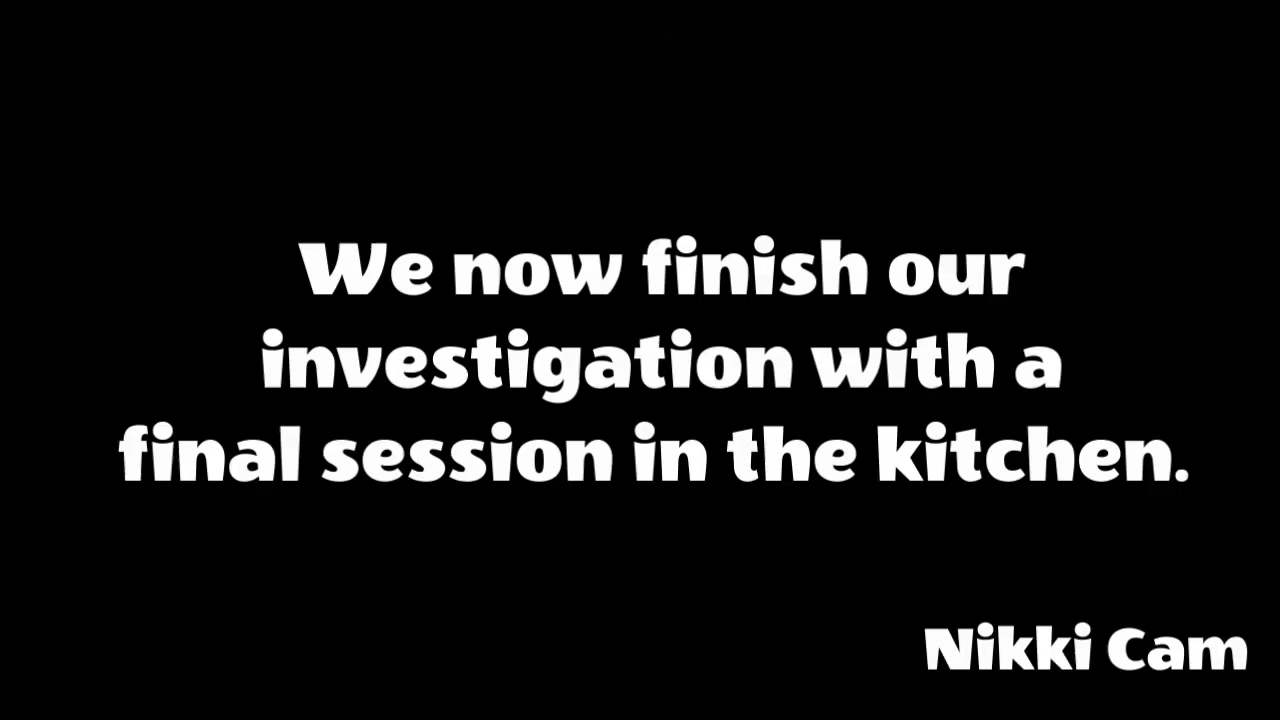 We now finish our
investigation with a
final session in the kitchen.
Nikki Cam